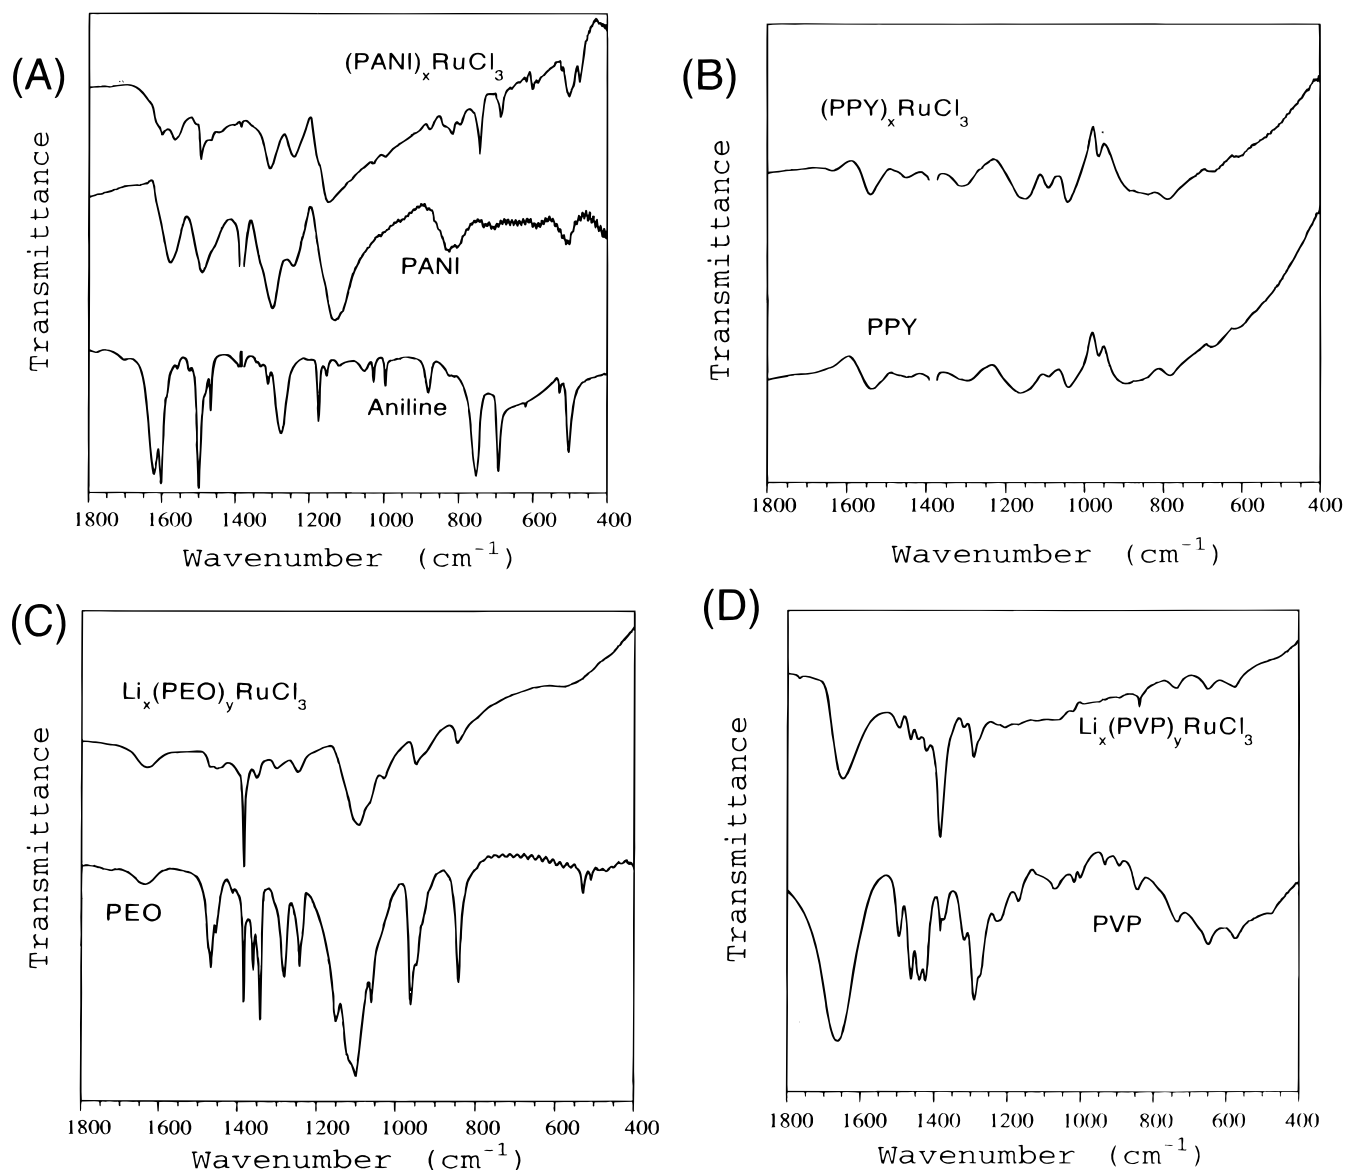 (A)
(PANI)ₓRuCl₃
PANI
Aniline
Transmittance
1800 1600 1400 1200 1000 800 600 400
Wavenumber (cm⁻¹)
(B)
(PPY)ₓRuCl₃
PPY
Transmittance
1800 1600 1400 1200 1000 800 600 400
Wavenumber (cm⁻¹)
(C)
Liₓ(PEO)ᵧRuCl₃
PEO
Transmittance
1800 1600 1400 1200 1000 800 600 400
Wavenumber (cm⁻¹)
(D)
Liₓ(PVP)ᵧRuCl₃
PVP
Transmittance
1800 1600 1400 1200 1000 800 600 400
Wavenumber (cm⁻¹)